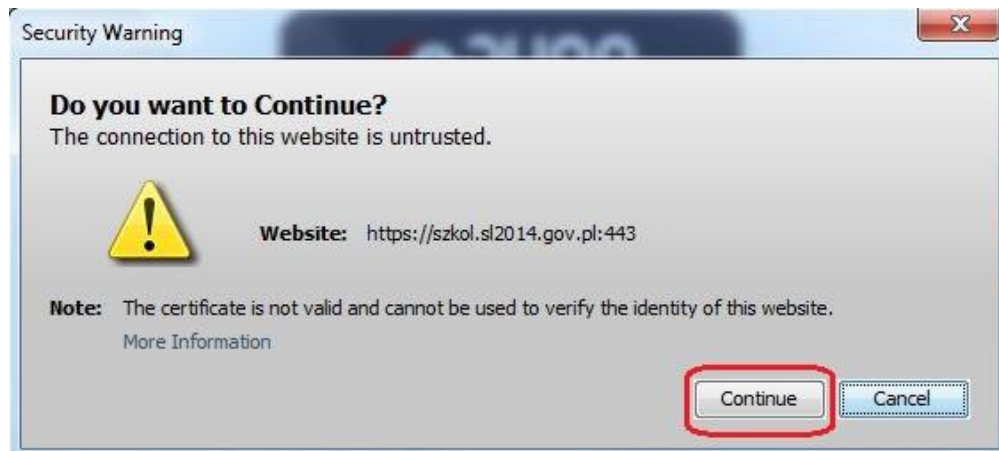 Security Warning
Do you want to Continue?
The connection to this website is untrusted.
Website: https://szkol.sl2014.gov.pl:443
Note: The certificate is not valid and cannot be used to verify the identity of this website.
More Information
Continue Cancel